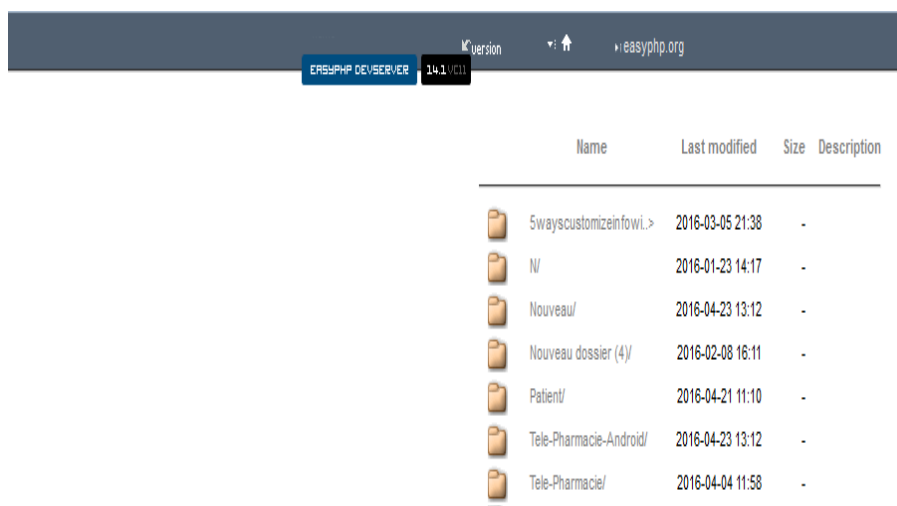 version
easyphp.org
EASYPHP DEVSERVER 14.1 VC11
Name Last modified Size Description
5wayscustomizeinfowi..> 2016-03-05 21:38 -
N/ 2016-01-23 14:17 -
Nouveau/ 2016-04-23 13:12 -
Nouveau dossier (4)/ 2016-02-08 16:11 -
Patient/ 2016-04-21 11:10 -
Tele-Pharmacie-Android/ 2016-04-23 13:12 -
Tele-Pharmacie/ 2016-04-04 11:58 -